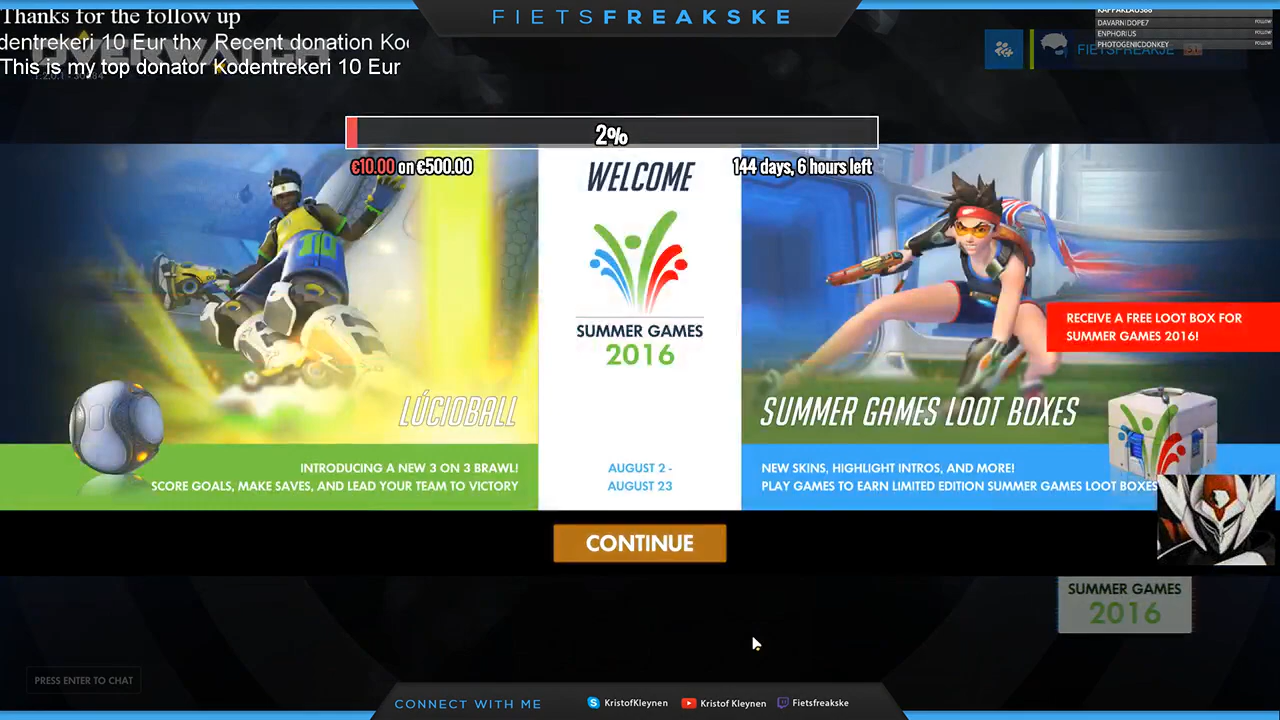 FIETSFREAKSKE
Thanks for the follow up
dentrekeri 10 Eur thx Recent donation Ko
This is my top donator Kodentrekeri 10 Eur
DAVARNIDOPE7 FOLLOW
ENPHORIUS FOLLOW
PHOTOGENICDONKEY FOLLOW
2%
€10.00 on €500.00
144 days, 6 hours left
WELCOME
SUMMER GAMES
2016
RECEIVE A FREE LOOT BOX FOR
SUMMER GAMES 2016!
LÚCIOBALL
SUMMER GAMES LOOT BOXES
INTRODUCING A NEW 3 ON 3 BRAWL!
SCORE GOALS, MAKE SAVES, AND LEAD YOUR TEAM TO VICTORY
AUGUST 2 -
AUGUST 23
NEW SKINS, HIGHLIGHT INTROS, AND MORE!
PLAY GAMES TO EARN LIMITED EDITION SUMMER GAMES LOOT BOXES
CONTINUE
SUMMER GAMES
2016
PRESS ENTER TO CHAT
CONNECT WITH ME
KristofKleynen
Kristof Kleynen
Fietsfreakske